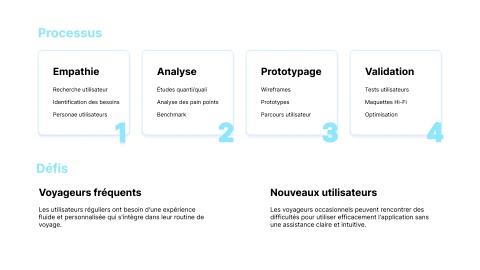 Processus
Empathie
Recherche utilisateur
Identification des besoins
Personae utilisateurs
1
Analyse
Études quanti/quali
Analyse des pain points
Benchmark
2
Prototypage
Wireframes
Prototypes
Parcours utilisateur
3
Validation
Tests utilisateurs
Maquettes Hi-Fi
Optimisation
4
Défis
Voyageurs fréquents
Les utilisateurs réguliers ont besoin d'une expérience
fluide et personnalisée qui s'intègre dans leur routine de
voyage.
Nouveaux utilisateurs
Les voyageurs occasionnels peuvent rencontrer des
difficultés pour utiliser efficacement l'application sans
une assistance claire et intuitive.